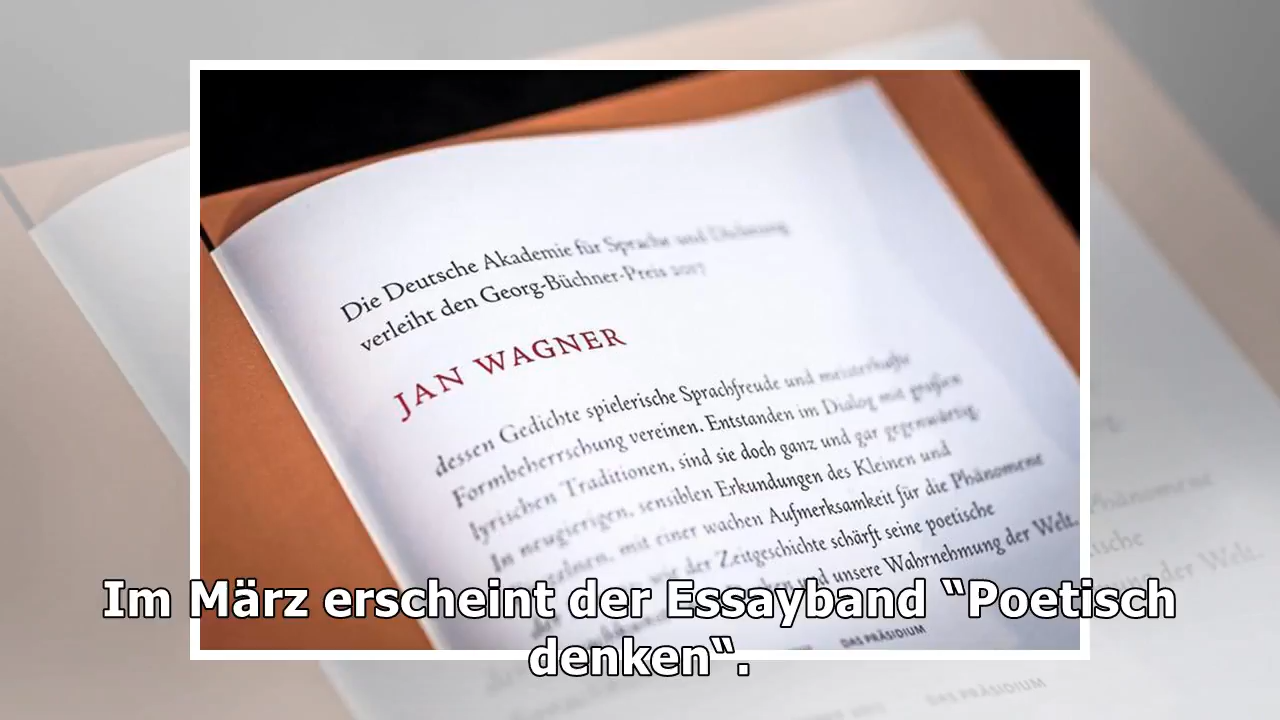 Die Deutsche Akademie für Sprache und Dichtung
verleiht den Georg-Büchner-Preis 2017
JAN WAGNER
dessen Gedichte spielerische Sprachfreude und meisterhafte
Formbeherrschung vereinen. Entstanden im Dialog mit großen
lyrischen Traditionen, sind sie doch ganz und gar gegenwärtig.
In neugierigen, sensiblen Erkundungen des Kleinen und
mit einer wachen Aufmerksamkeit für die Phänomene
wie der Zeitgeschichte schärft seine poetische
und unsere Wahrnehmung der Welt.
DAS PRÄSIDIUM
Im März erscheint der Essayband “Poetisch
denken“.